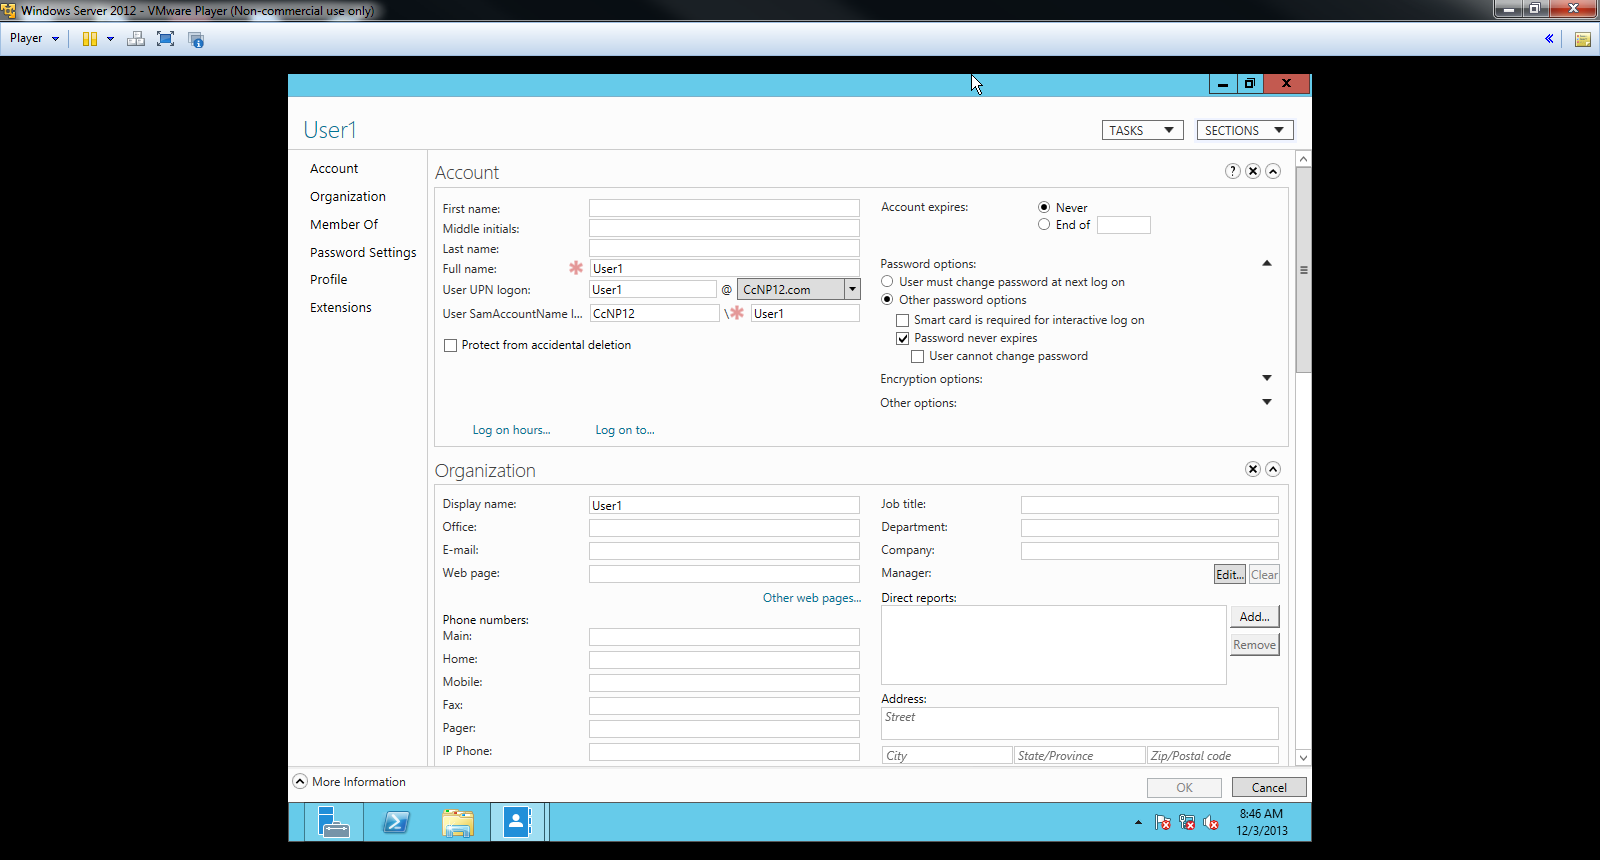 Windows Server 2012 - VMware Player (Non-commercial use only)
Player
User1
TASKS
SECTIONS
Account
Organization
Member Of
Password Settings
Profile
Extensions
Account
First name:
Middle initials:
Last name:
Full name: * User1
User UPN logon: User1 @ CcNP12.com
User SamAccountName l... CcNP12 \ * User1
Protect from accidental deletion
Log on hours... Log on to...
Account expires: Never
End of
Password options:
User must change password at next log on
Other password options
Smart card is required for interactive log on
Password never expires
User cannot change password
Encryption options:
Other options:
Organization
Display name: User1
Office:
E-mail:
Web page:
Other web pages...
Phone numbers:
Main:
Home:
Mobile:
Fax:
Pager:
IP Phone:
Job title:
Department:
Company:
Manager: Edit... Clear
Direct reports:
Add...
Remove
Address:
Street
City State/Province Zip/Postal code
More Information
OK Cancel
8:46 AM
12/3/2013